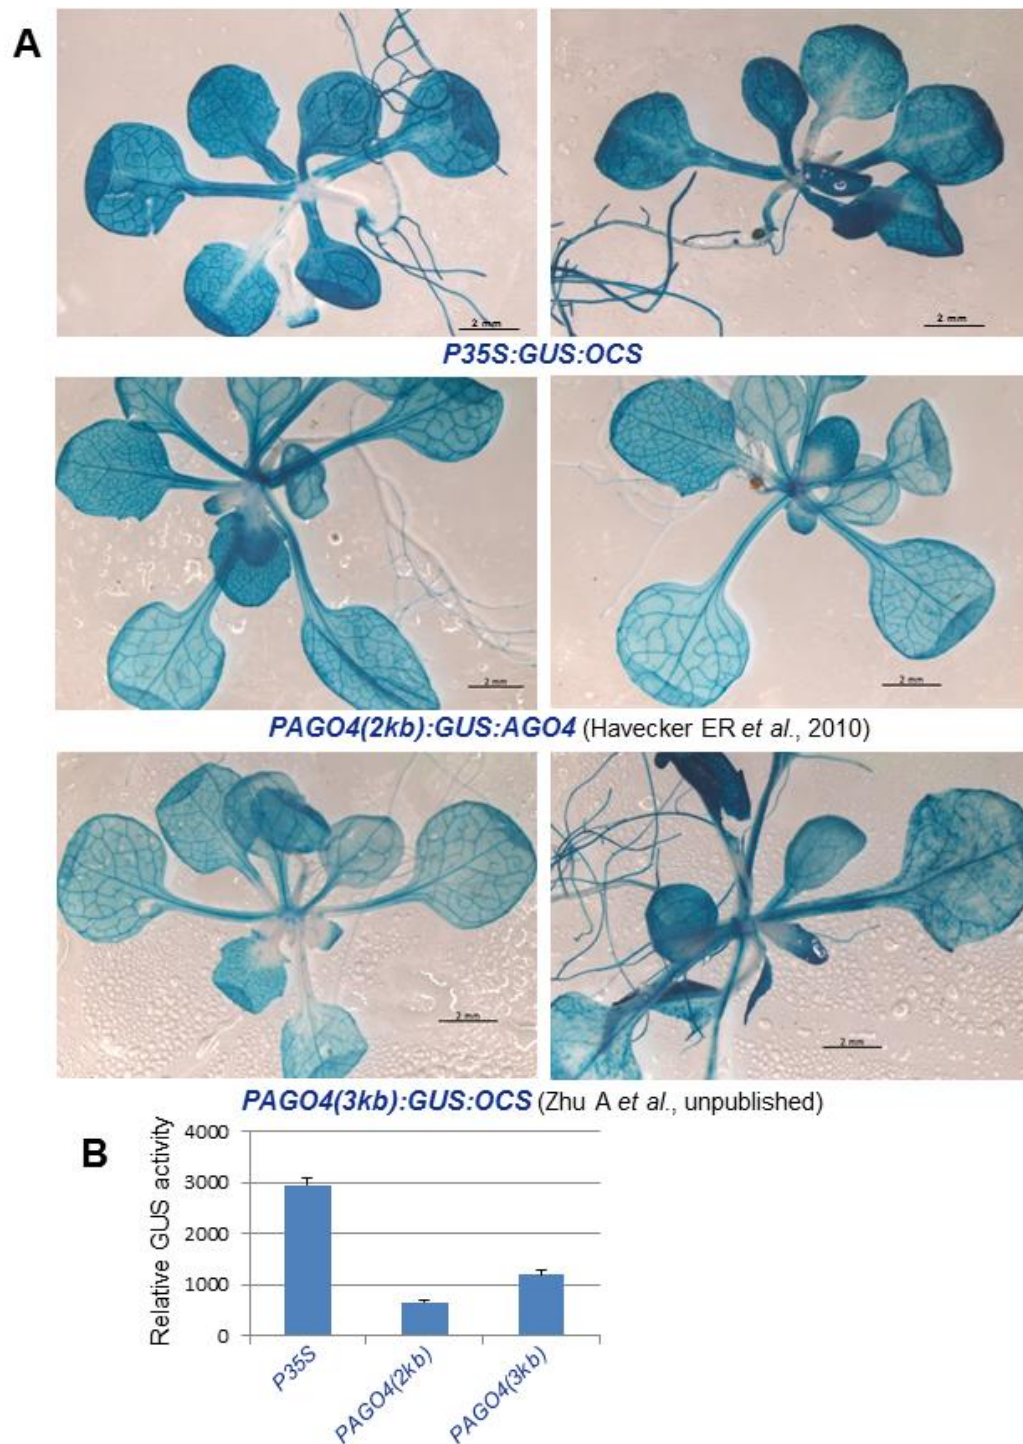 A
2 mm
2 mm
P35S:GUS:OCS
2 mm
2 mm
PAGO4(2kb):GUS:AGO4 (Havecker ER et al., 2010)
2 mm
2 mm
PAGO4(3kb):GUS:OCS (Zhu A et al., unpublished)
B
Relative GUS activity
4000
3000
2000
1000
0
P35S
PAGO4(2kb)
PAGO4(3kb)